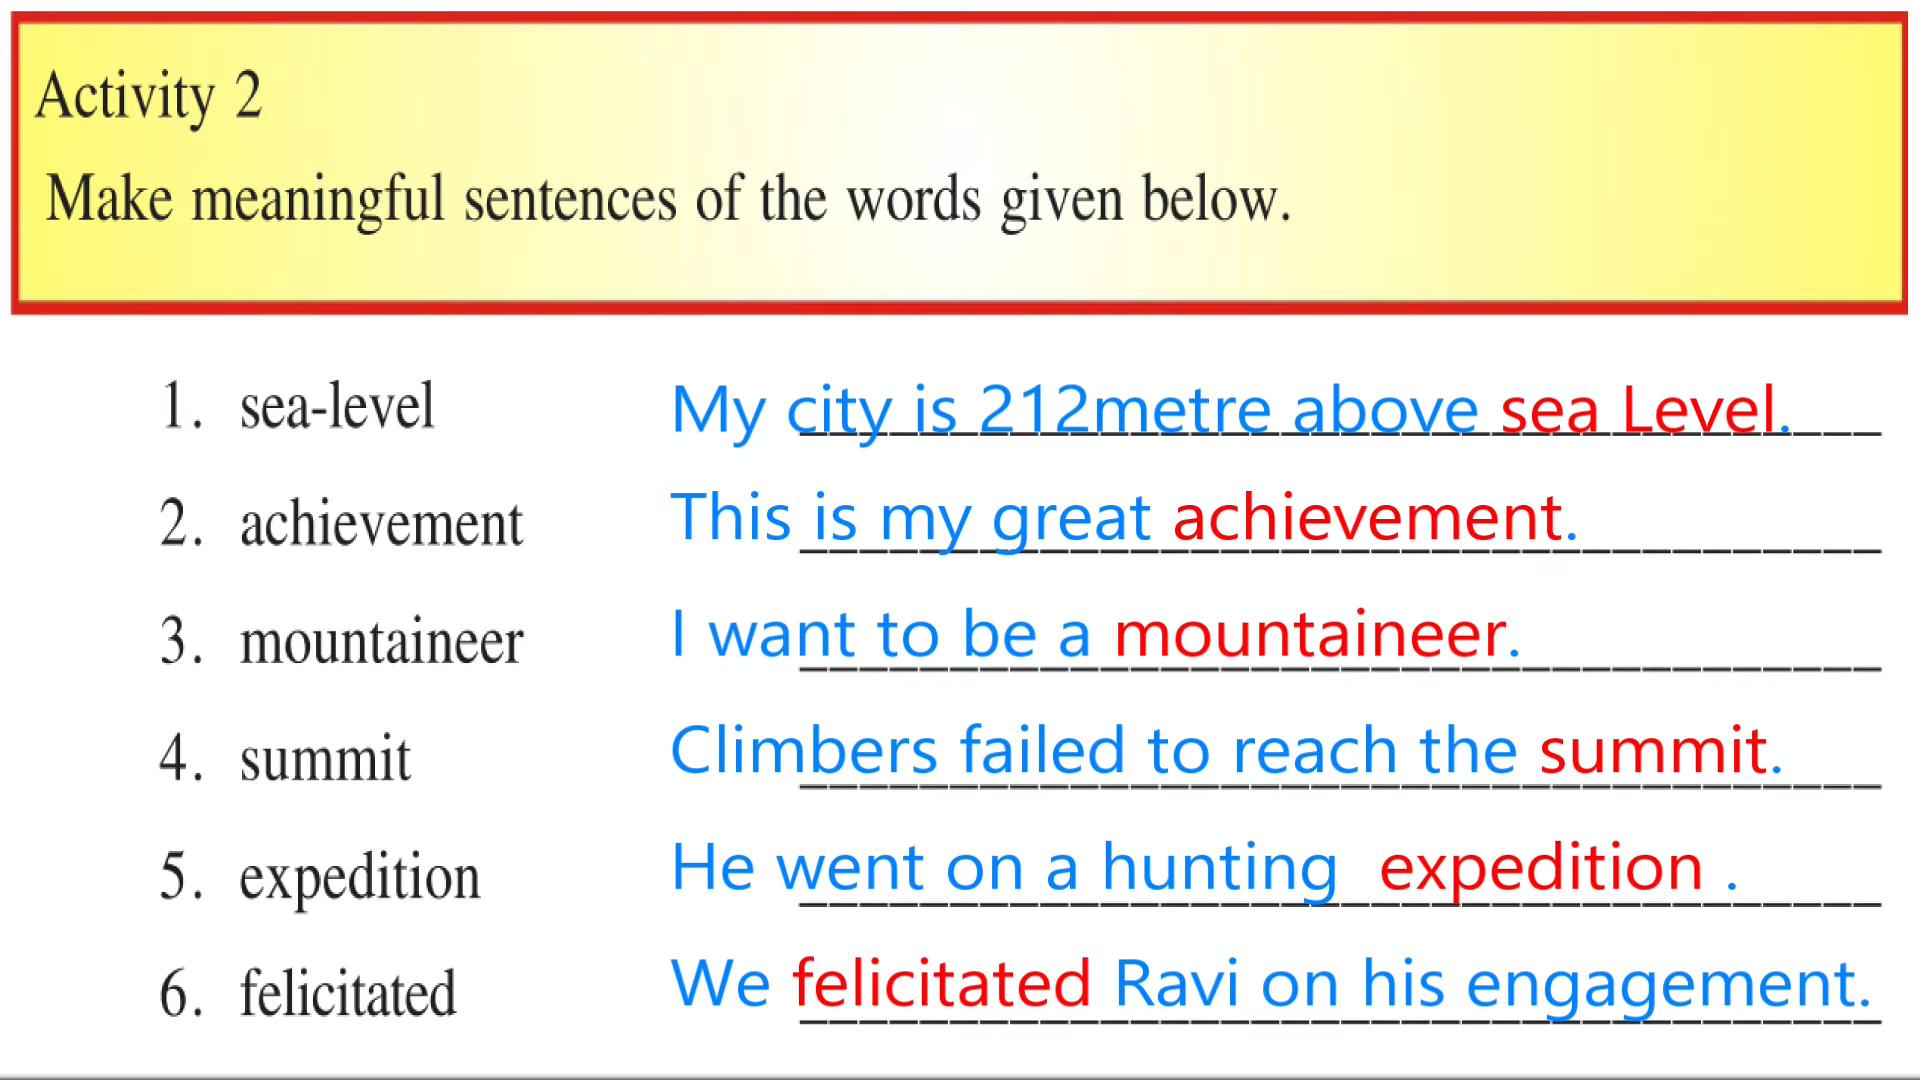 Activity 2
Make meaningful sentences of the words given below.
1. sea-level My city is 212metre above sea Level.
2. achievement This is my great achievement.
3. mountaineer I want to be a mountaineer.
4. summit Climbers failed to reach the summit.
5. expedition He went on a hunting expedition .
6. felicitated We felicitated Ravi on his engagement.